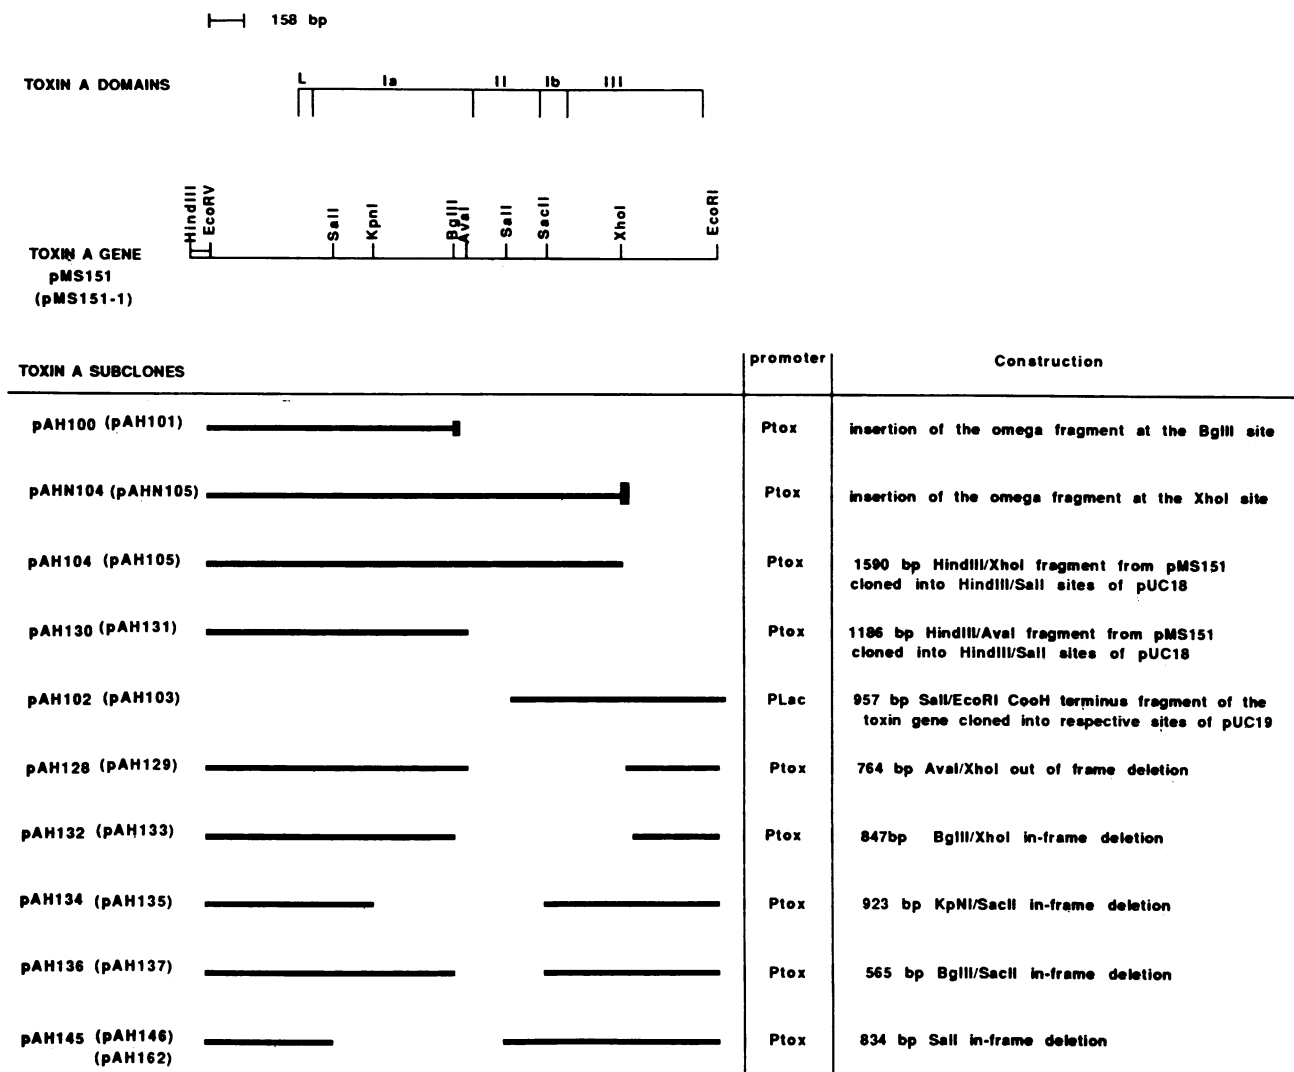 158 bp
TOXIN A DOMAINS
L Ia II Ib III
HindIII EcoRV SalI KpnI BglII AvaI SalI SacII XhoI EcoRI
TOXIN A GENE
pMS151
(pMS151-1)
TOXIN A SUBCLONES promoter Construction
pAH100 (pAH101) Ptox insertion of the omega fragment at the BglII site
pAHN104 (pAHN105) Ptox insertion of the omega fragment at the XhoI site
pAH104 (pAH105) Ptox 1590 bp HindIII/XhoI fragment from pMS151
cloned into HindIII/SalI sites of pUC18
pAH130 (pAH131) Ptox 1186 bp HindIII/AvaI fragment from pMS151
cloned into HindIII/SalI sites of pUC18
pAH102 (pAH103) PLac 957 bp SalI/EcoRI CooH terminus fragment of the
toxin gene cloned into respective sites of pUC19
pAH128 (pAH129) Ptox 764 bp AvaI/XhoI out of frame deletion
pAH132 (pAH133) Ptox 847bp BglII/XhoI in-frame deletion
pAH134 (pAH135) Ptox 923 bp KpNI/SacII in-frame deletion
pAH136 (pAH137) Ptox 565 bp BglII/SacII in-frame deletion
pAH145 (pAH146) Ptox 834 bp SalI in-frame deletion
(pAH162)